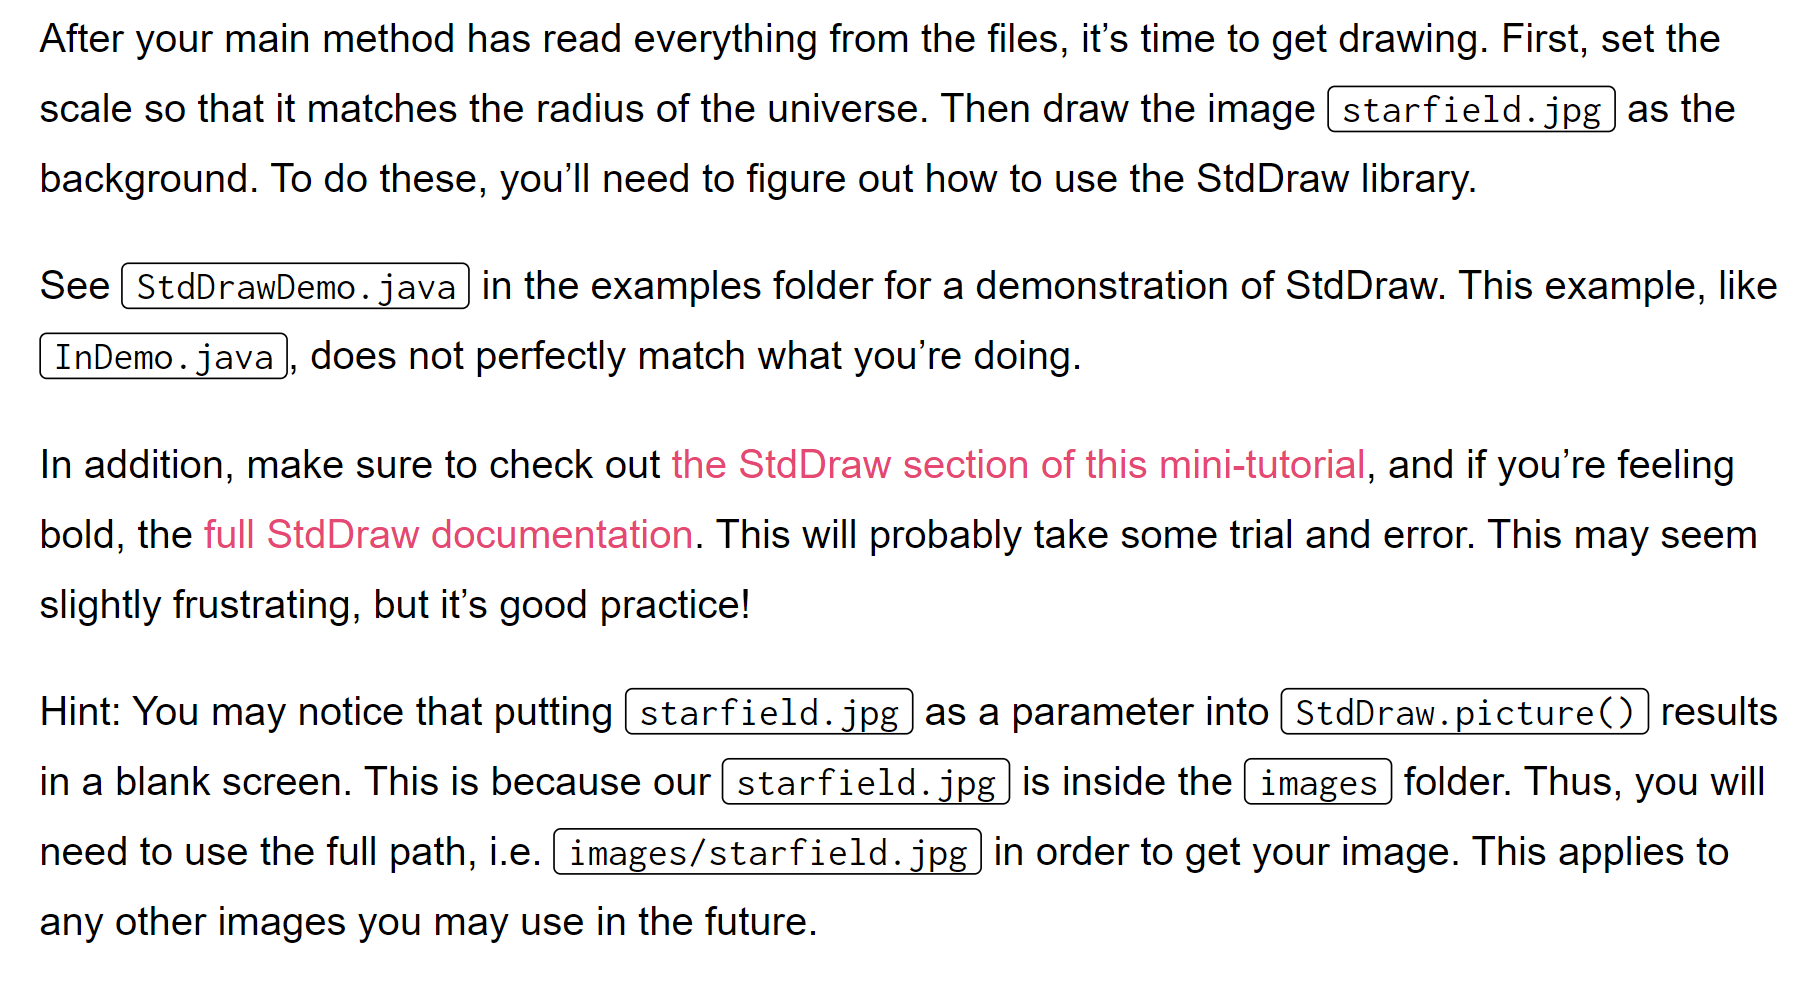 After your main method has read everything from the files, it’s time to get drawing. First, set the
scale so that it matches the radius of the universe. Then draw the image starfield.jpg as the
background. To do these, you’ll need to figure out how to use the StdDraw library.
See StdDrawDemo.java in the examples folder for a demonstration of StdDraw. This example, like
InDemo.java, does not perfectly match what you’re doing.
In addition, make sure to check out the StdDraw section of this mini-tutorial, and if you’re feeling
bold, the full StdDraw documentation. This will probably take some trial and error. This may seem
slightly frustrating, but it’s good practice!
Hint: You may notice that putting starfield.jpg as a parameter into StdDraw.picture() results
in a blank screen. This is because our starfield.jpg is inside the images folder. Thus, you will
need to use the full path, i.e. images/starfield.jpg in order to get your image. This applies to
any other images you may use in the future.